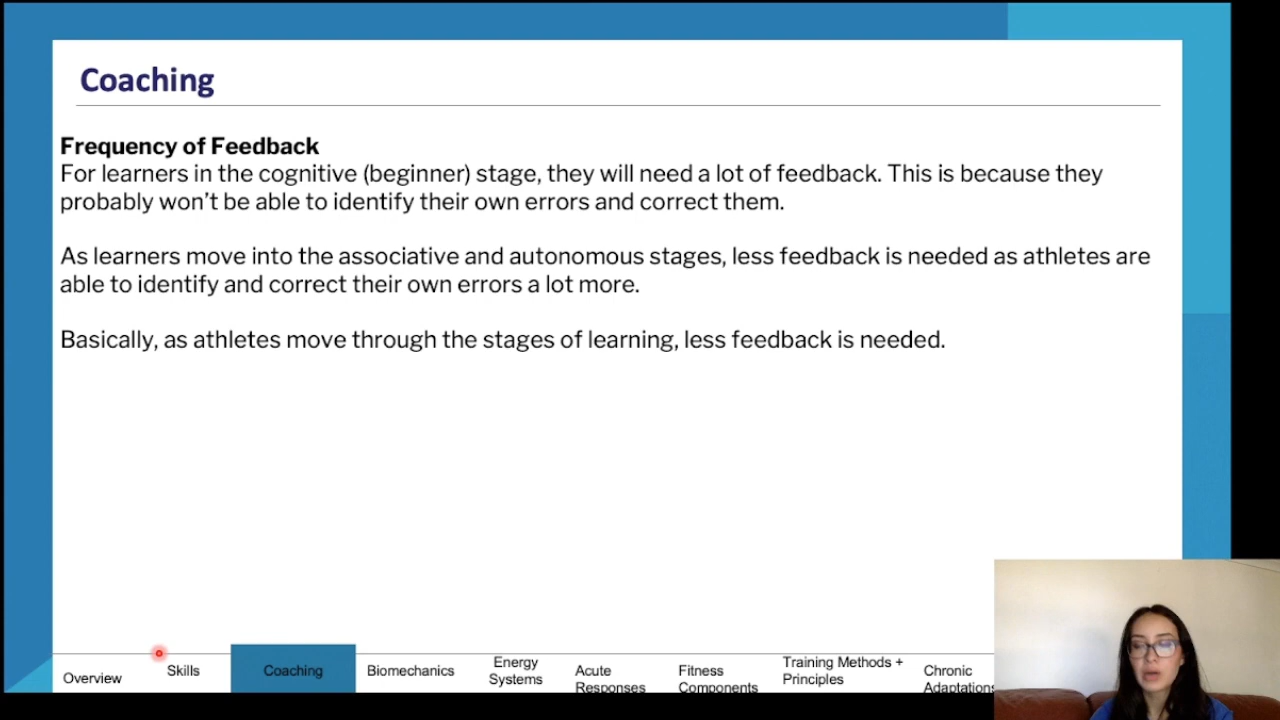 Coaching
Frequency of Feedback
For learners in the cognitive (beginner) stage, they will need a lot of feedback. This is because they
probably won't be able to identify their own errors and correct them.
As learners move into the associative and autonomous stages, less feedback is needed as athletes are
able to identify and correct their own errors a lot more.
Basically, as athletes move through the stages of learning, less feedback is needed.
Overview
Skills
Coaching
Biomechanics
Energy
Systems
Acute
Responses
Fitness
Components
Training Methods +
Principles
Chronic
Adaptations